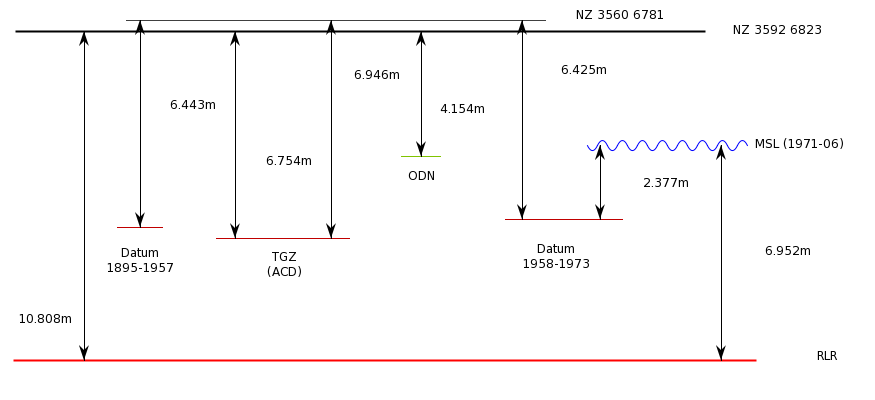 NZ 3560 6781
NZ 3592 6823
6.946m
6.425m
6.443m
4.154m
MSL (1971-06)
6.754m
ODN
2.377m
Datum
1895-1957
TGZ
(ACD)
Datum
1958-1973
6.952m
10.808m
RLR